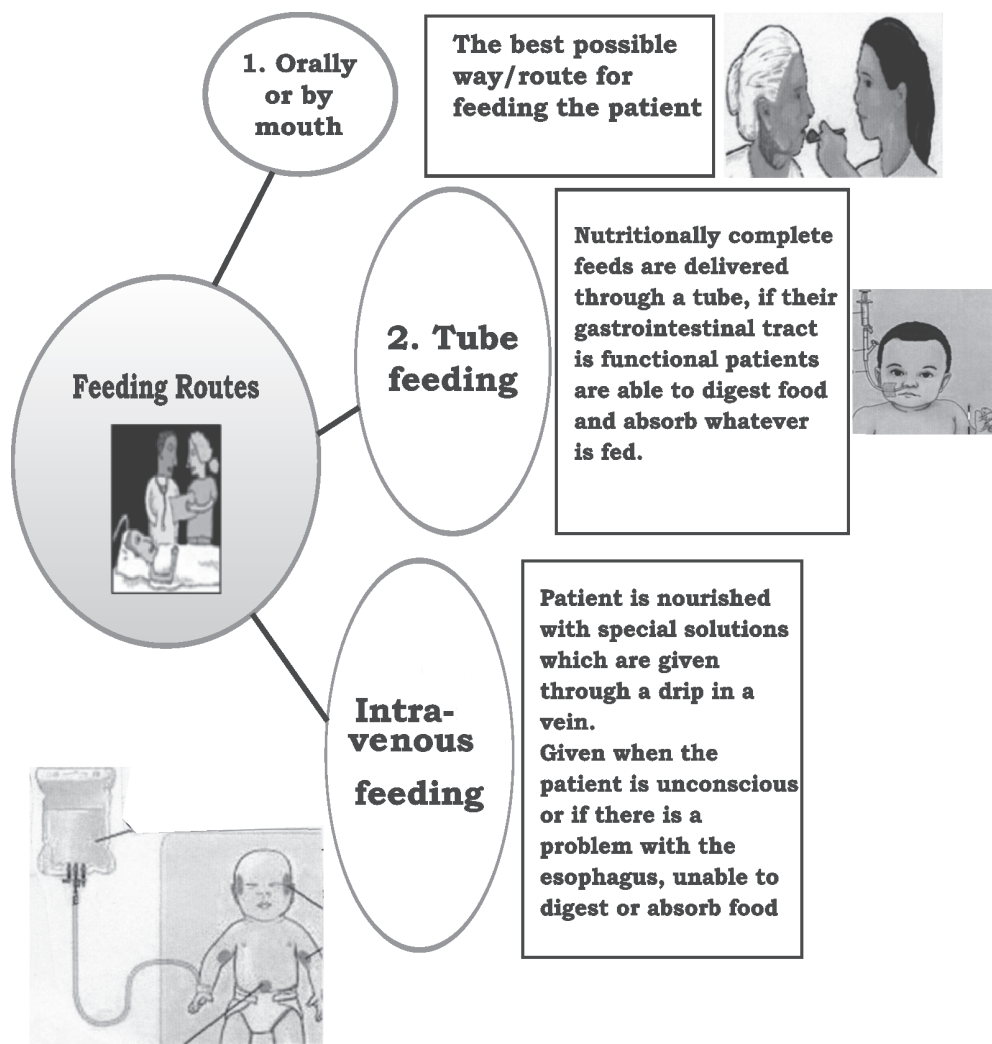 1. Orally
or by
mouth
The best possible
way/route for
feeding the patient
Feeding Routes
2. Tube
feeding
Nutritionally complete
feeds are delivered
through a tube, if their
gastrointestinal tract
is functional patients
are able to digest food
and absorb whatever
is fed.
Intra-
venous
feeding
Patient is nourished
with special solutions
which are given
through a drip in a
vein.
Given when the
patient is unconscious
or if there is a
problem with the
esophagus, unable to
digest or absorb food